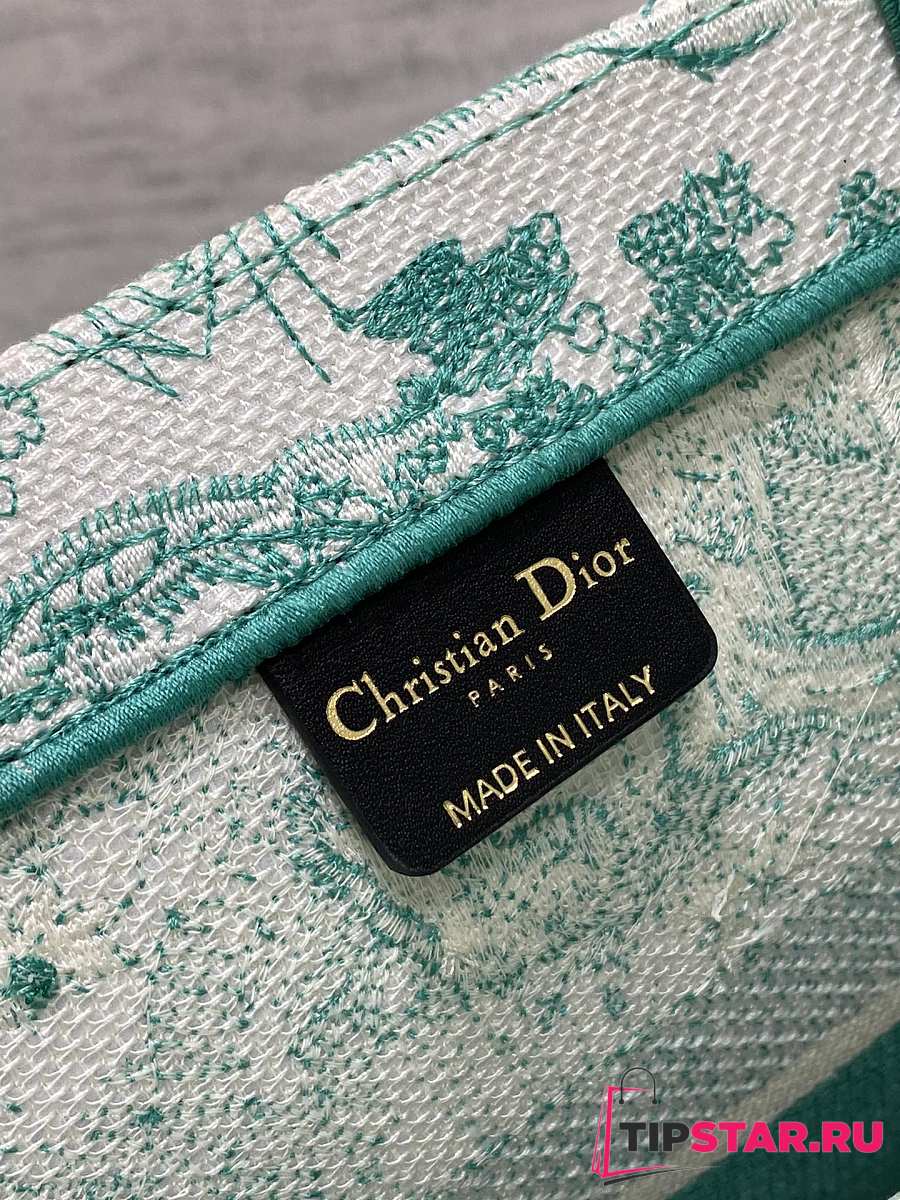 Christian Dior
PARIS
MADE IN ITALY
TIPSTAR.RU